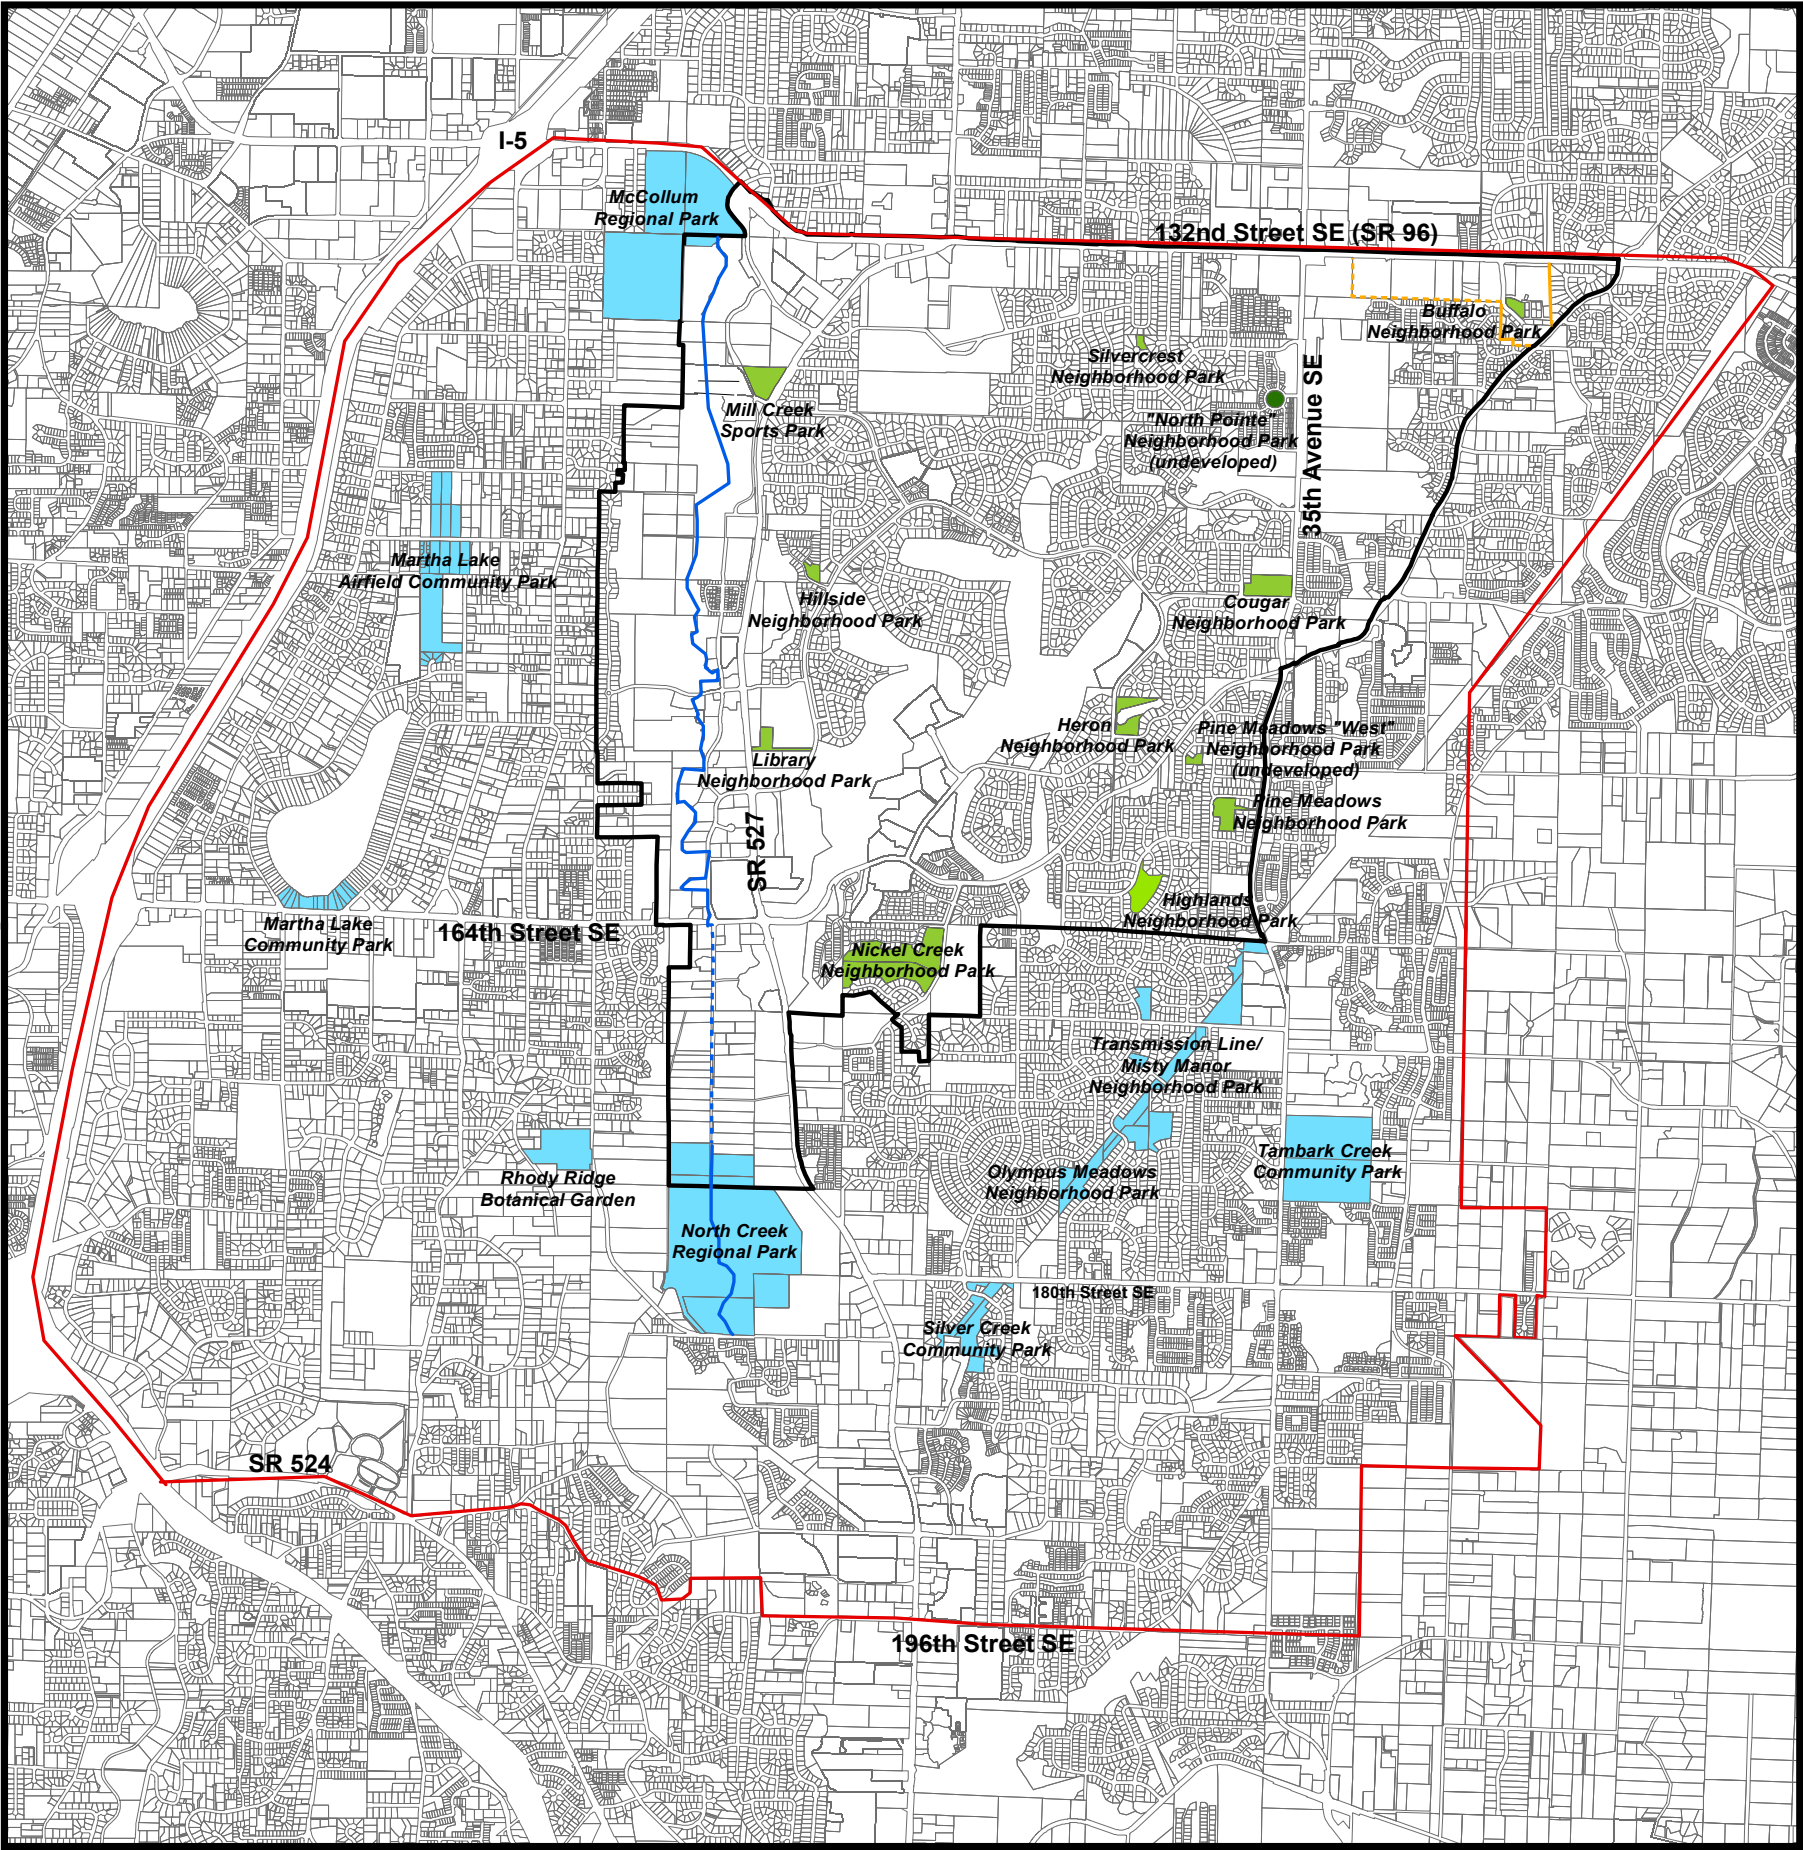 I-5
McCollum
Regional Park
132nd Street SE (SR 96)
Buffalo
Neighborhood Park
Silvercrest
Neighborhood Park
35th Avenue SE
Mill Creek
Sports Park
"North Pointe"
Neighborhood Park
(undeveloped)
Martha Lake
Airfield Community Park
Hillside
Neighborhood Park
Cougar
Neighborhood Park
Heron
Neighborhood Park
Pine Meadows "West"
Neighborhood Park
(undeveloped)
Library
Neighborhood Park
Pine Meadows
Neighborhood Park
SR 527
Highlands
Neighborhood Park
Martha Lake
Community Park
164th Street SE
Nickel Creek
Neighborhood Park
Transmission Line/
Misty Manor
Neighborhood Park
Rhody Ridge
Botanical Garden
Olympus Meadows
Neighborhood Park
Tambark Creek
Community Park
North Creek
Regional Park
180th Street SE
Silver Creek
Community Park
SR 524
196th Street SE